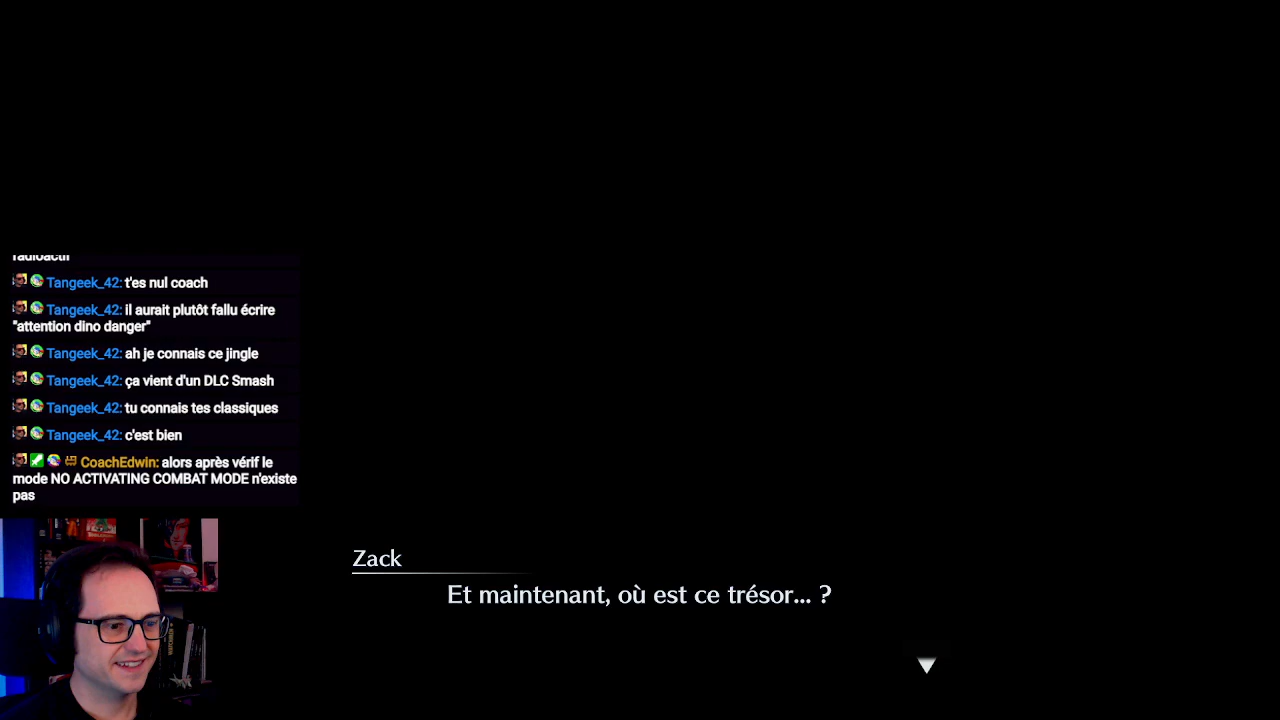 radioactif
Tangeek_42: t'es nul coach
Tangeek_42: il aurait plutôt fallu écrire
"attention dino danger"
Tangeek_42: ah je connais ce jingle
Tangeek_42: ça vient d'un DLC Smash
Tangeek_42: tu connais tes classiques
Tangeek_42: c'est bien
CoachEdwin: alors après vérif le
mode NO ACTIVATING COMBAT MODE n'existe
pas
Zack
Et maintenant, où est ce trésor... ?